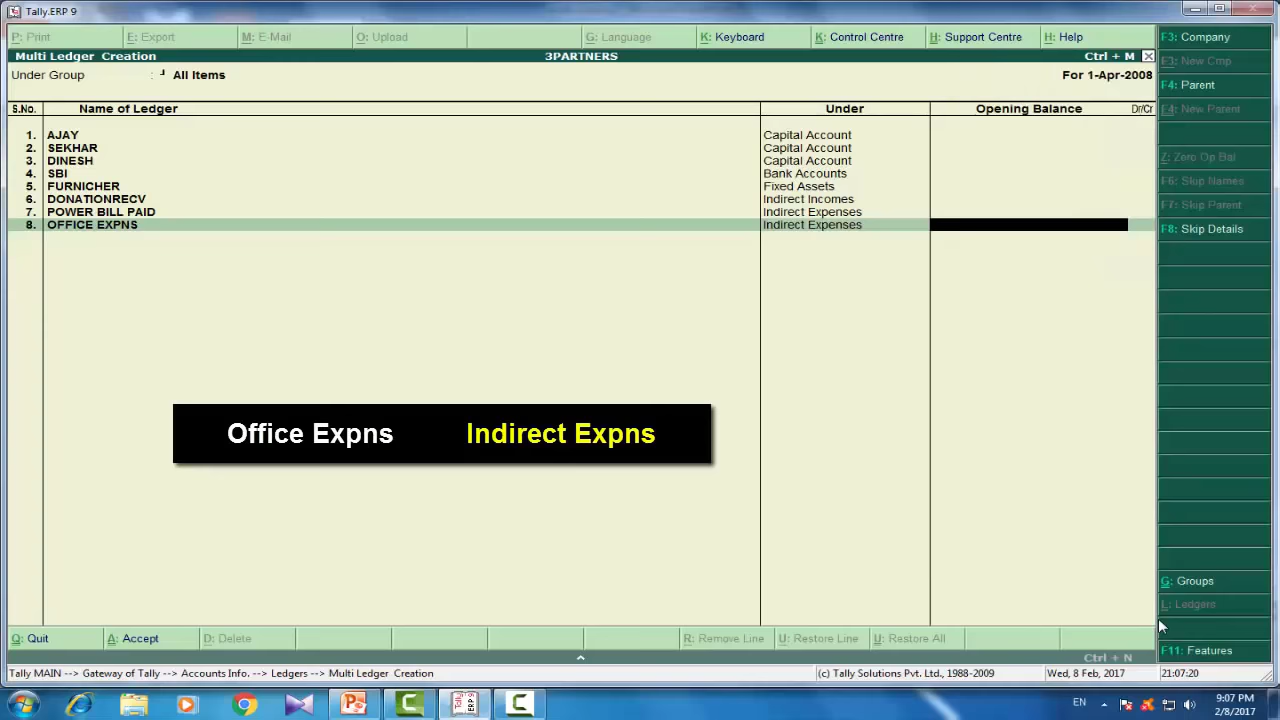 Tally.ERP 9
P: Print E: Export M: E-Mail O: Upload G: Language K: Keyboard K: Control Centre H: Support Centre H: Help
Multi Ledger Creation 3PARTNERS Ctrl + M
Under Group : All Items For 1-Apr-2008
S.No. Name of Ledger Under Opening Balance Dr/Cr
1. AJAY Capital Account
2. SEKHAR Capital Account
3. DINESH Capital Account
4. SBI Bank Accounts
5. FURNICHER Fixed Assets
6. DONATIONRECV Indirect Incomes
7. POWER BILL PAID Indirect Expenses
8. OFFICE EXPNS Indirect Expenses
Office Expns Indirect Expns
F3: Company
F3: New Cmp
F4: Parent
F4: New Parent
Z: Zero Op Bal
F6: Skip Names
F7: Skip Parent
F8: Skip Details
G: Groups
L: Ledgers
F11: Features
Q: Quit A: Accept D: Delete R: Remove Line U: Restore Line U: Restore All
Ctrl + N
Tally MAIN --> Gateway of Tally --> Accounts Info. --> Ledgers --> Multi Ledger Creation (c) Tally Solutions Pvt. Ltd., 1988-2009 Wed, 8 Feb, 2017 21:07:20
EN 9:07 PM
2/8/2017